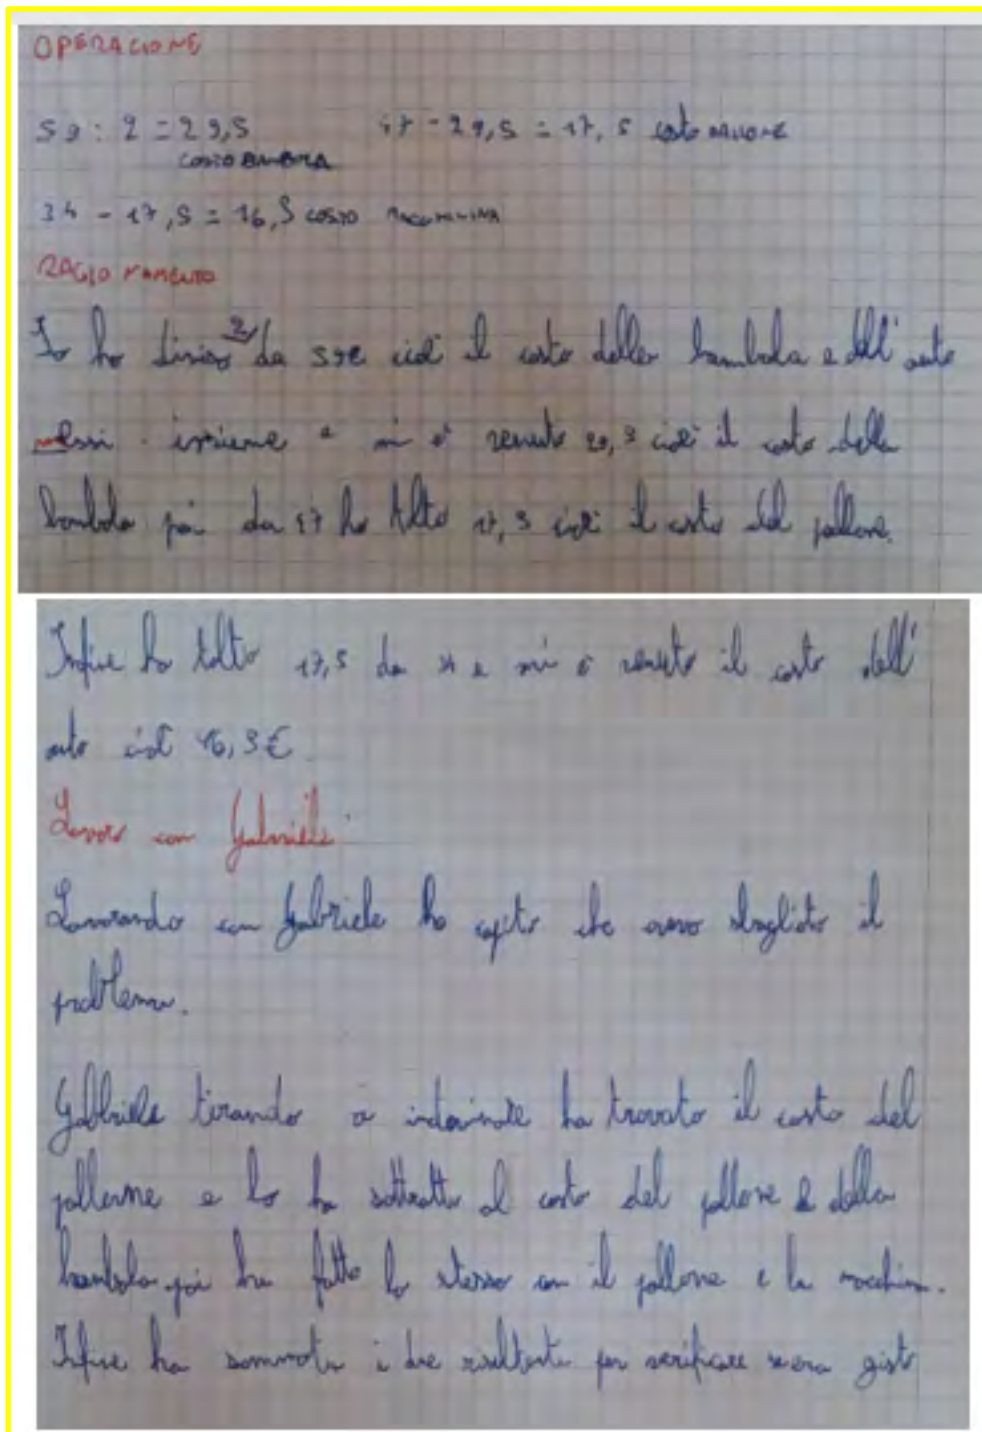 OPERAZIONE
59 : 2 = 29,5 47 - 29,5 = 17,5 costo PALLONE
COSTO BAMBOLA
34 - 17,5 = 16,5 COSTO MACCHININA
RAGIONAMENTO
Io ho diviso 2 da 59€ cioè il costo della bambola e dell'auto
messi insieme e mi è venuto 29,5 cioè il costo della
bambola poi da 47 ho tolto 17,5 cioè il costo del pallone.
Infine ho tolto 17,5 da 34 e mi è venuto il costo dell'
auto cioè 16,5€
Lavoro con Gabriele
Lavorando con Gabriele ho capito che avevo sbagliato il
problema.
Gabriele tirando a indovinare ha trovato il costo del
pallone e lo ha sottratto al costo del pallone e della
bambola poi ha fatto lo stesso con il pallone e la macchina.
Infine ha sommato i due risultati per verificare se era